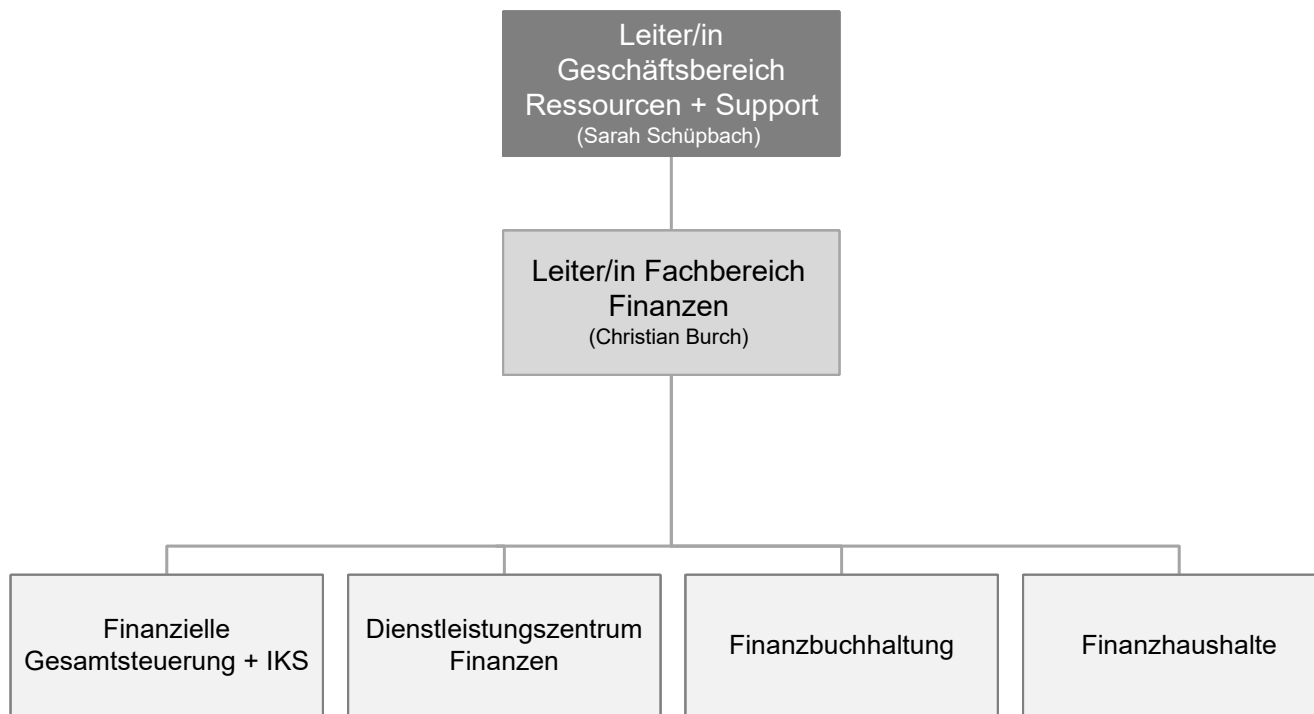 Leiter/in
Geschäftsbereich
Ressourcen + Support
(Sarah Schüpbach)
Leiter/in Fachbereich
Finanzen
(Christian Burch)
Finanzielle
Gesamtsteuerung + IKS
Dienstleistungszentrum
Finanzen
Finanzbuchhaltung
Finanzhaushalte